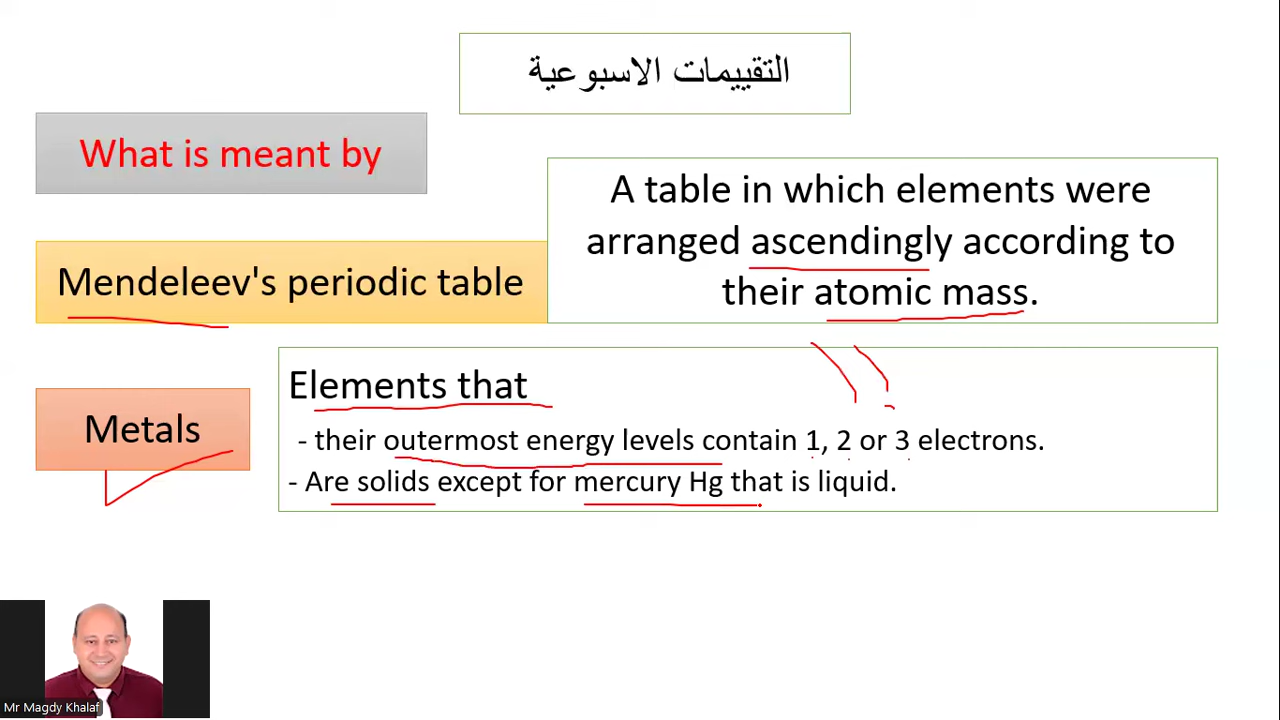 التقييمات الاسبوعية
What is meant by
Mendeleev's periodic table
A table in which elements were
arranged ascendingly according to
their atomic mass.
Metals
Elements that
- their outermost energy levels contain 1, 2 or 3 electrons.
- Are solids except for mercury Hg that is liquid.
Mr Magdy Khalaf